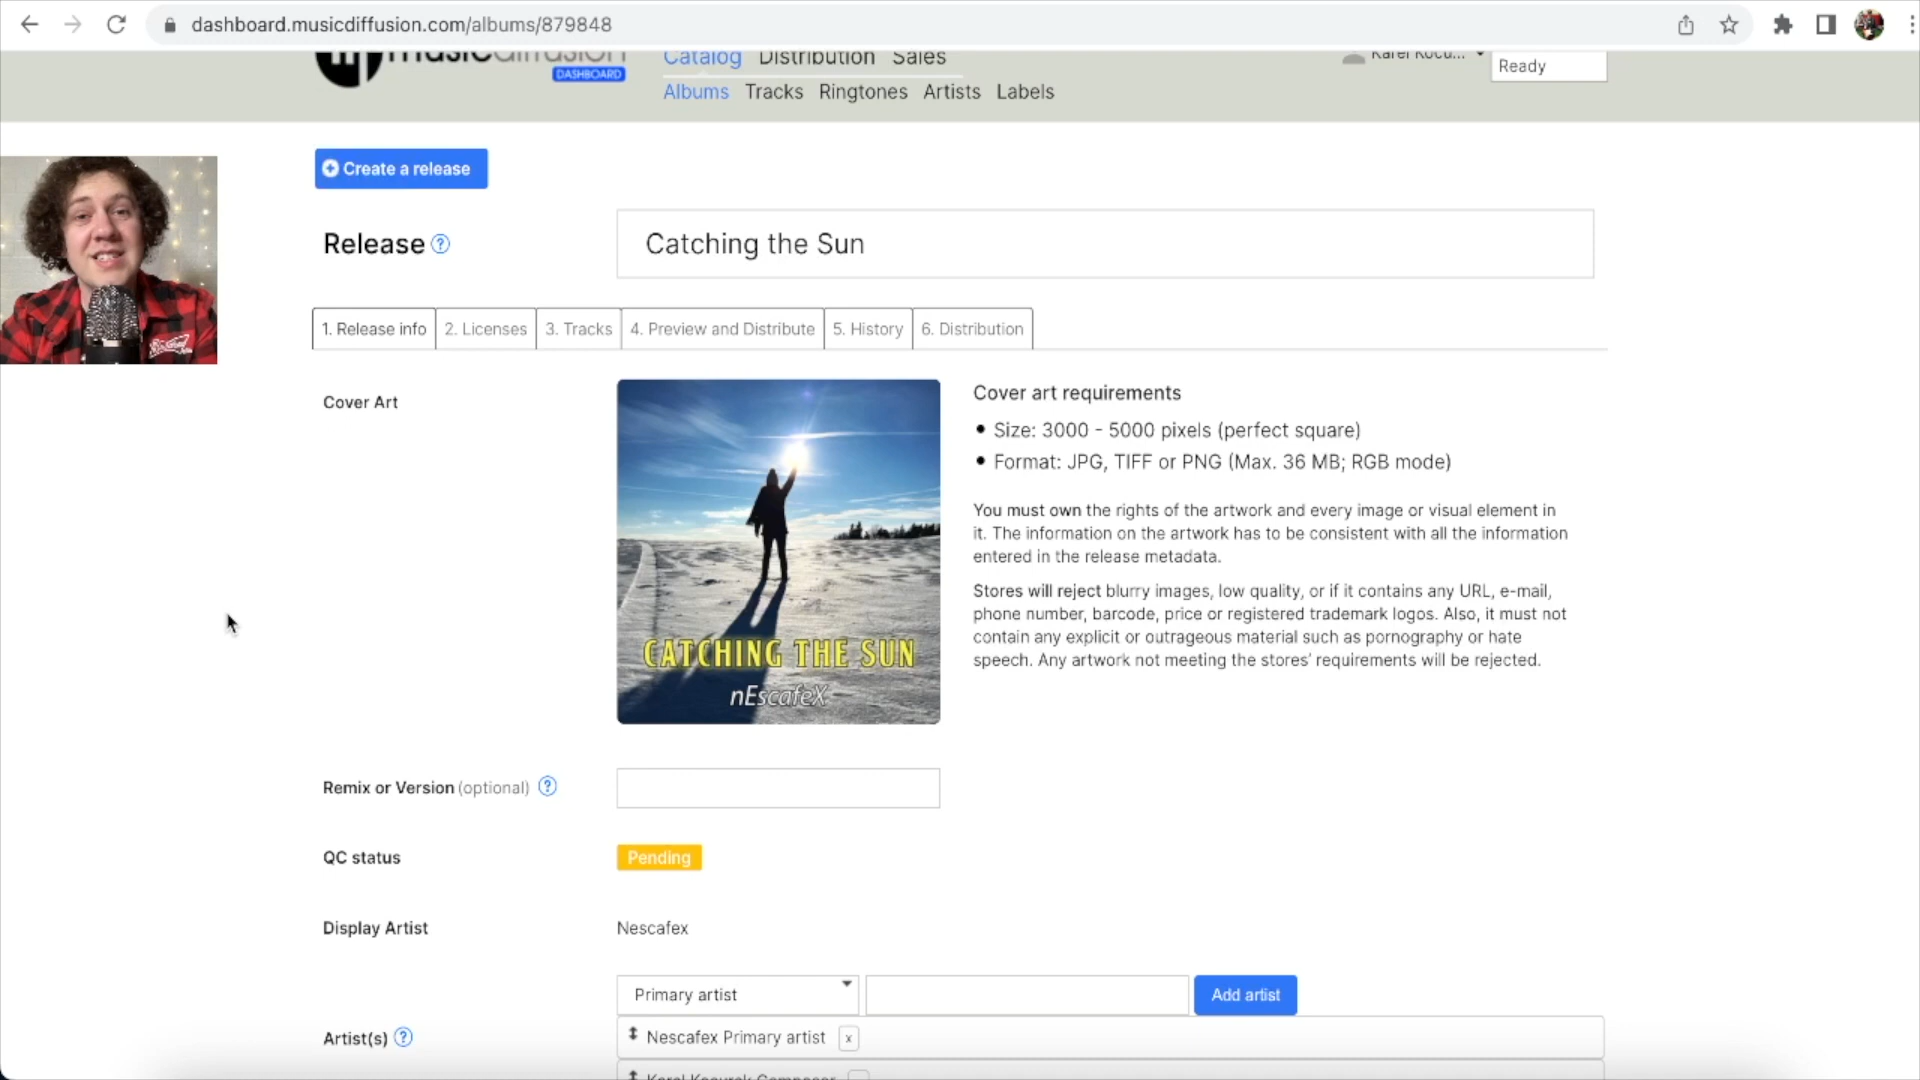 dashboard.musicdiffusion.com/albums/879848
musicdiffusion
DASHBOARD
Catalog Distribution Sales
Albums Tracks Ringtones Artists Labels
Karel Kocu...
Ready
Create a release
Release ?
Catching the Sun
1. Release info
2. Licenses
3. Tracks
4. Preview and Distribute
5. History
6. Distribution
Cover Art
CATCHING THE SUN
nEscafeX
Cover art requirements
• Size: 3000 - 5000 pixels (perfect square)
• Format: JPG, TIFF or PNG (Max. 36 MB; RGB mode)
You must own the rights of the artwork and every image or visual element in
it. The information on the artwork has to be consistent with all the information
entered in the release metadata.
Stores will reject blurry images, low quality, or if it contains any URL, e-mail,
phone number, barcode, price or registered trademark logos. Also, it must not
contain any explicit or outrageous material such as pornography or hate
speech. Any artwork not meeting the stores' requirements will be rejected.
Remix or Version (optional) ?
QC status
Pending
Display Artist
Nescafex
Primary artist
Add artist
Artist(s) ?
Nescafex Primary artist x
Karel Kocurek Composer